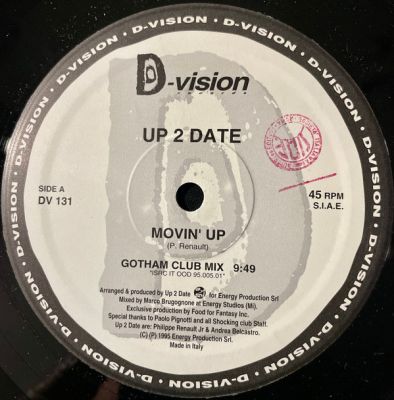 D-VISION • D-VISION • D-VISION • D-VISION • D-VISION • D-VISION • D-VISION • D-VISION •
D-vision
RECORDS
UP 2 DATE
SIDE A
DV 131
45 RPM
S.I.A.E.
MOVIN' UP
(P. Renault)
GOTHAM CLUB MIX 9:49
"ISRC IT OOD 95.005.01"
Arranged & produced by Up 2 Date for Energy Production Srl
Mixed by Marco Brugognone at Energy Studios (Mi).
Exclusive production by Food for Fantasy Inc.
Special thanks to Paolo Pignotti and all Shocking club Staff.
Up 2 Date are: Philippe Renault Jr & Andrea Belcastro.
(C) (P) 1995 Energy Production Srl.
Made in Italy